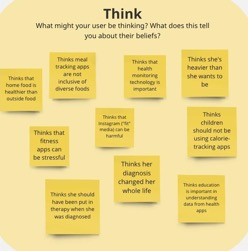 Think
What might your user be thinking? What does this tell
you about their beliefs?
Thinks that
home food is
healthier than
outside food
Thinks meal
tracking apps
are not
inclusive of
diverse foods
Thinks that
health
monitoring
technology is
important
Thinks she's
heavier than
she wants to
be
Thinks that
fitness
apps can
be stressful
Thinks that
Instagram ("fit"
media) can be
harmful
Thinks
children
should not be
using calorie-
tracking apps
Thinks her
diagnosis
changed her
whole life
Thinks she should
have been put in
therapy when she
was diagnosed
Thinks education
is important in
understanding
data from health
apps